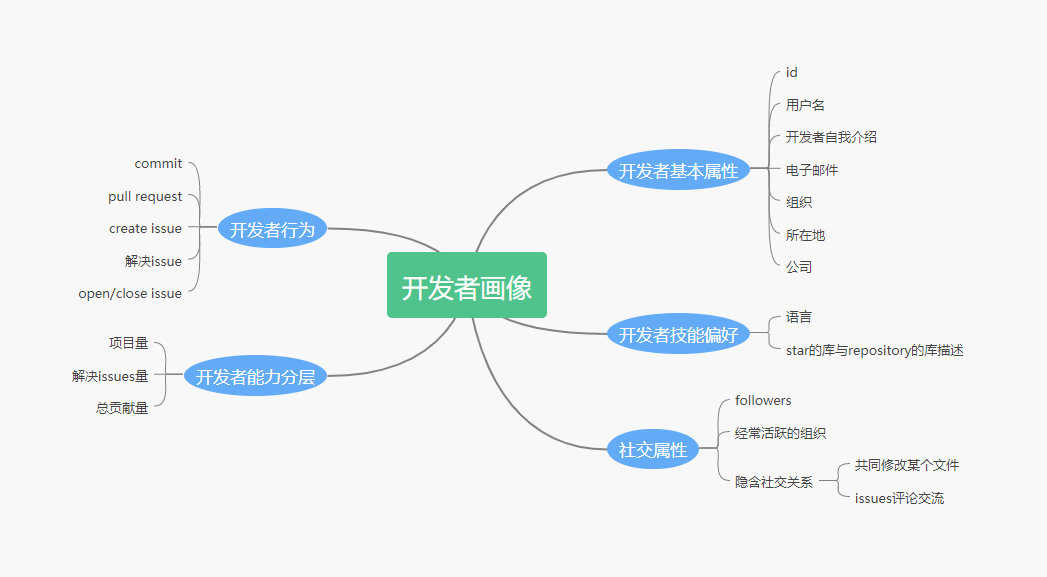 开发者画像
开发者基本属性
id
用户名
开发者自我介绍
电子邮件
组织
所在地
公司
开发者技能偏好
语言
star的库与repository的库描述
社交属性
followers
经常活跃的组织
隐含社交关系
共同修改某个文件
issues评论交流
开发者行为
commit
pull request
create issue
解决issue
open/close issue
开发者能力分层
项目量
解决issues量
总贡献量